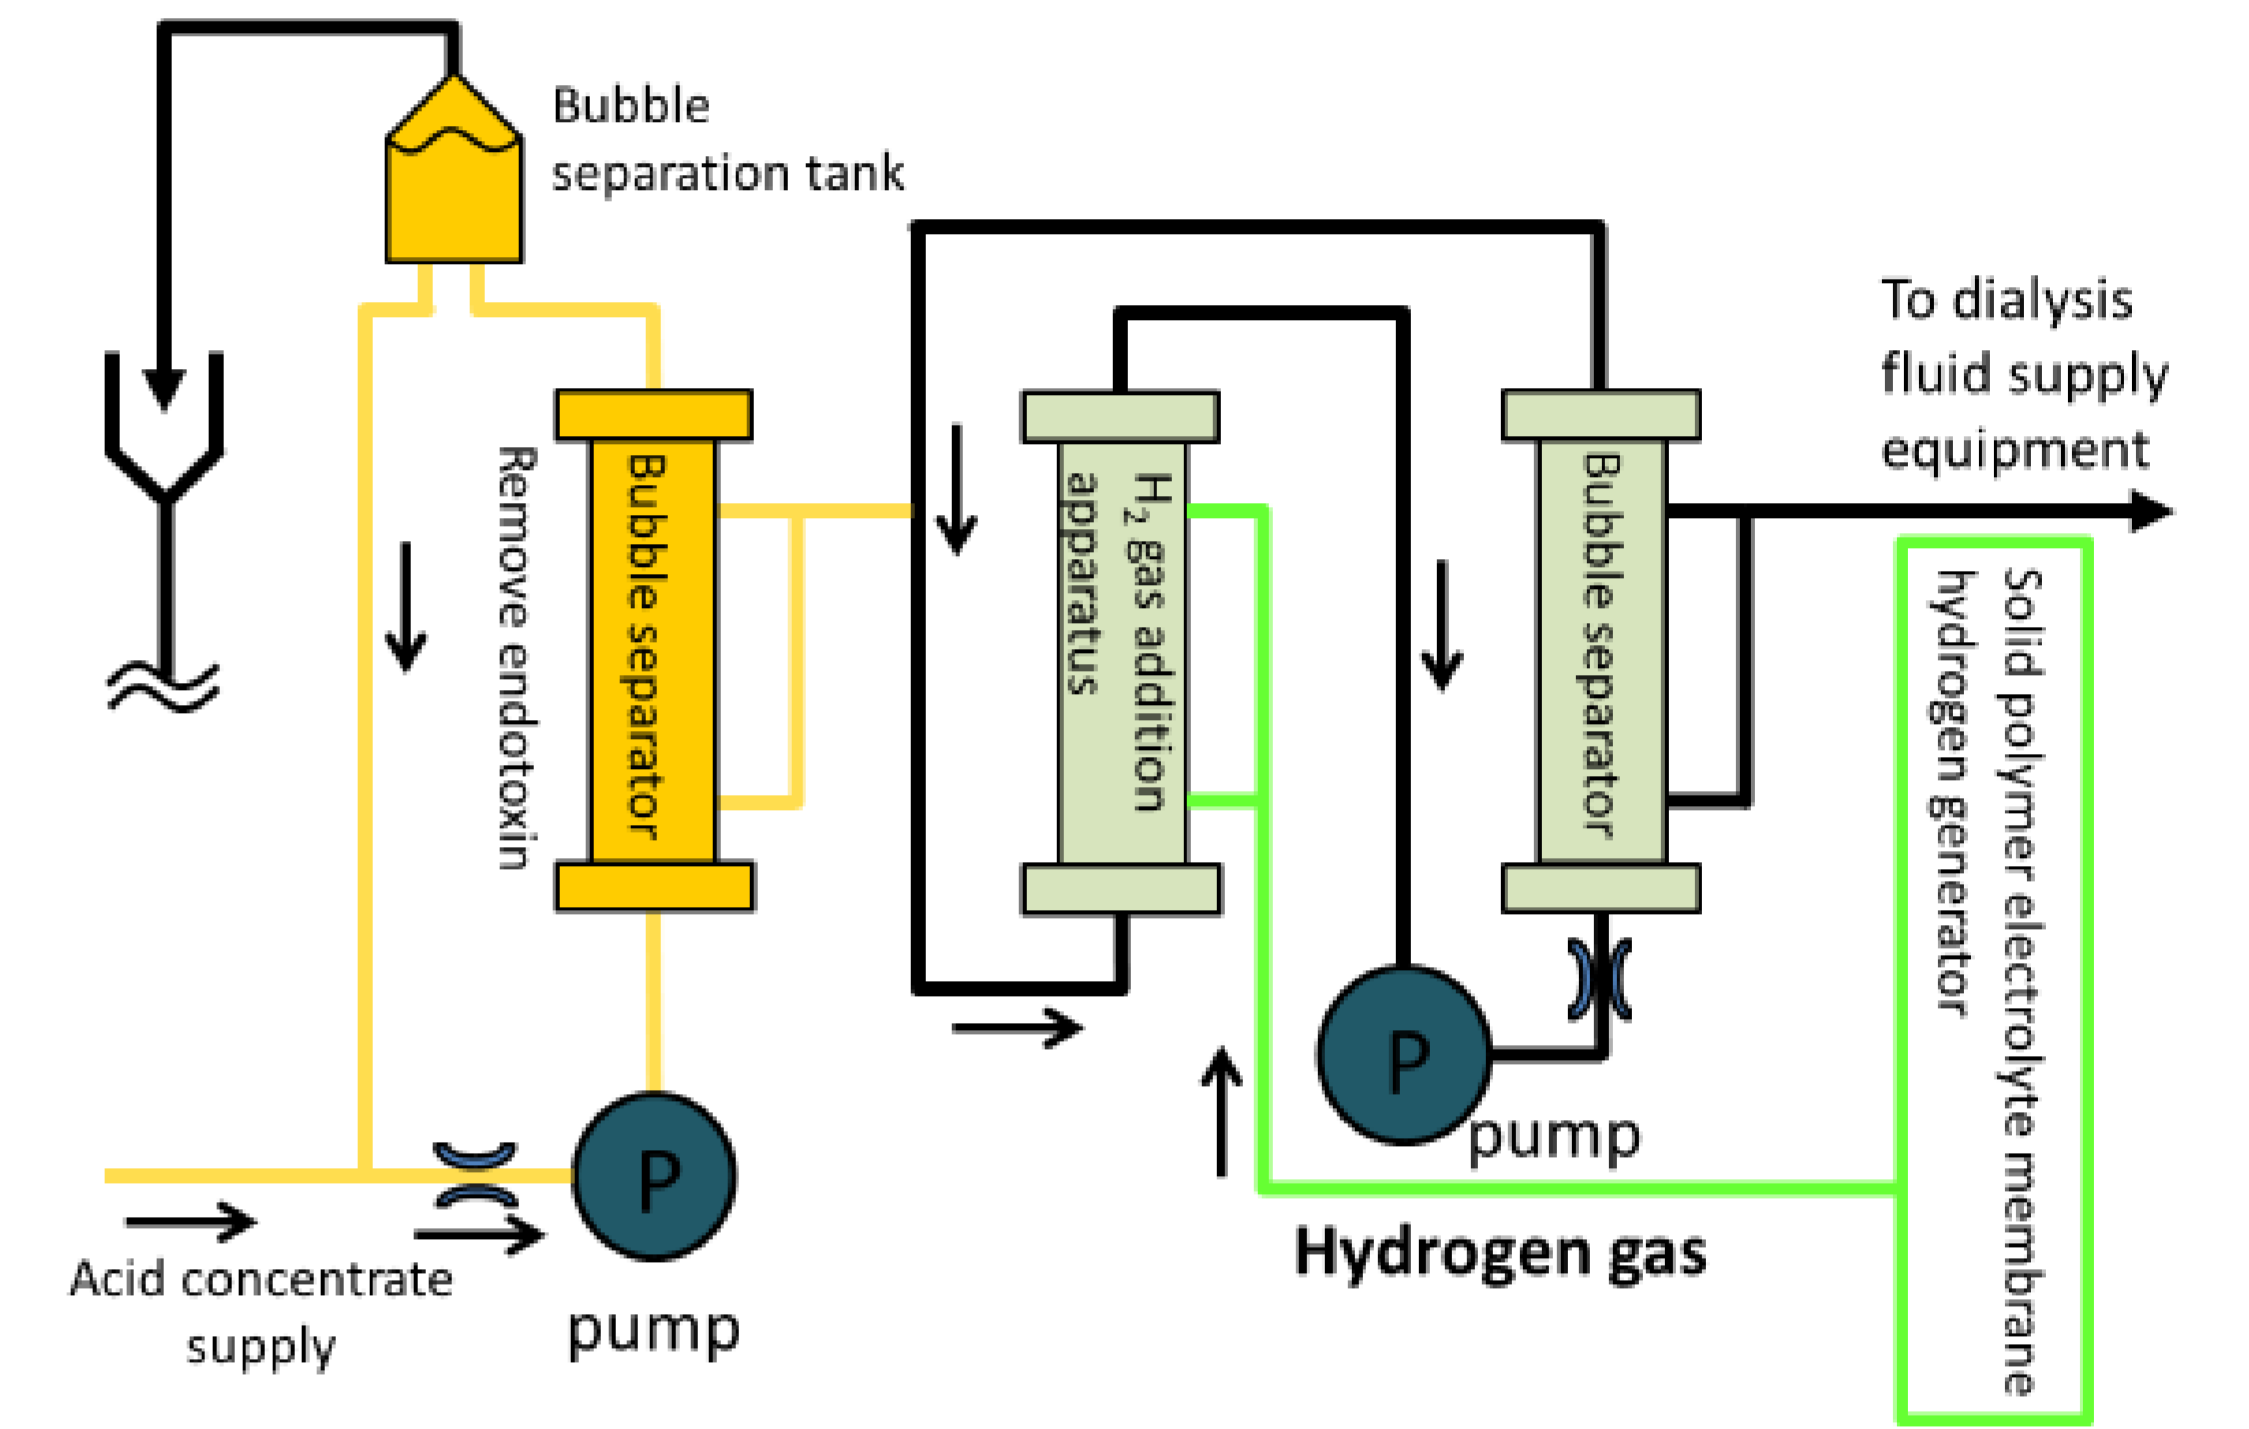 Bubble
separation tank
To dialysis
fluid supply
equipment
Remove endotoxin
Bubble separator
H₂ gas addition
apparatus
Bubble separator
Solid polymer electrolyte membrane
hydrogen generator
P
pump
P
pump
Hydrogen gas
Acid concentrate
supply